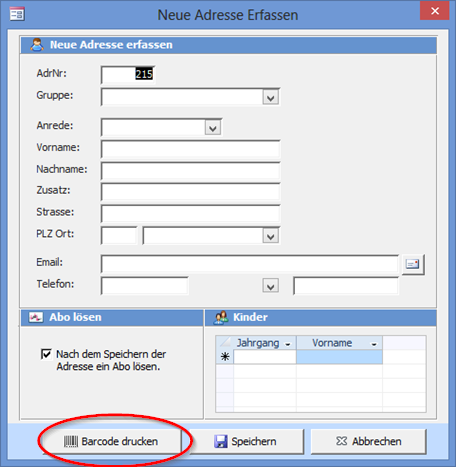 Neue Adresse Erfassen
Neue Adresse erfassen
AdrNr: 215
Gruppe:
Anrede:
Vorname:
Nachname:
Zusatz:
Strasse:
PLZ Ort:
Email:
Telefon:
Abo lösen
Kinder
Nach dem Speichern der
Adresse ein Abo lösen.
Jahrgang Vorname
Barcode drucken Speichern Abbrechen